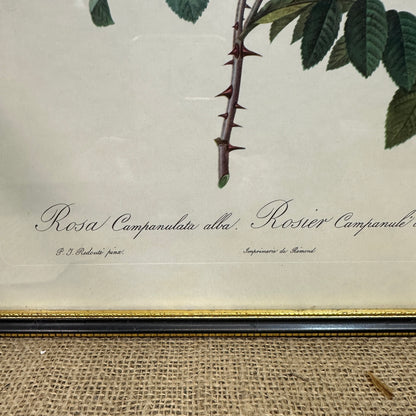 Rosa Campanulata alba. Rosier Campanulé
P. J. Redouté pinx. Imprimerie de Rémond